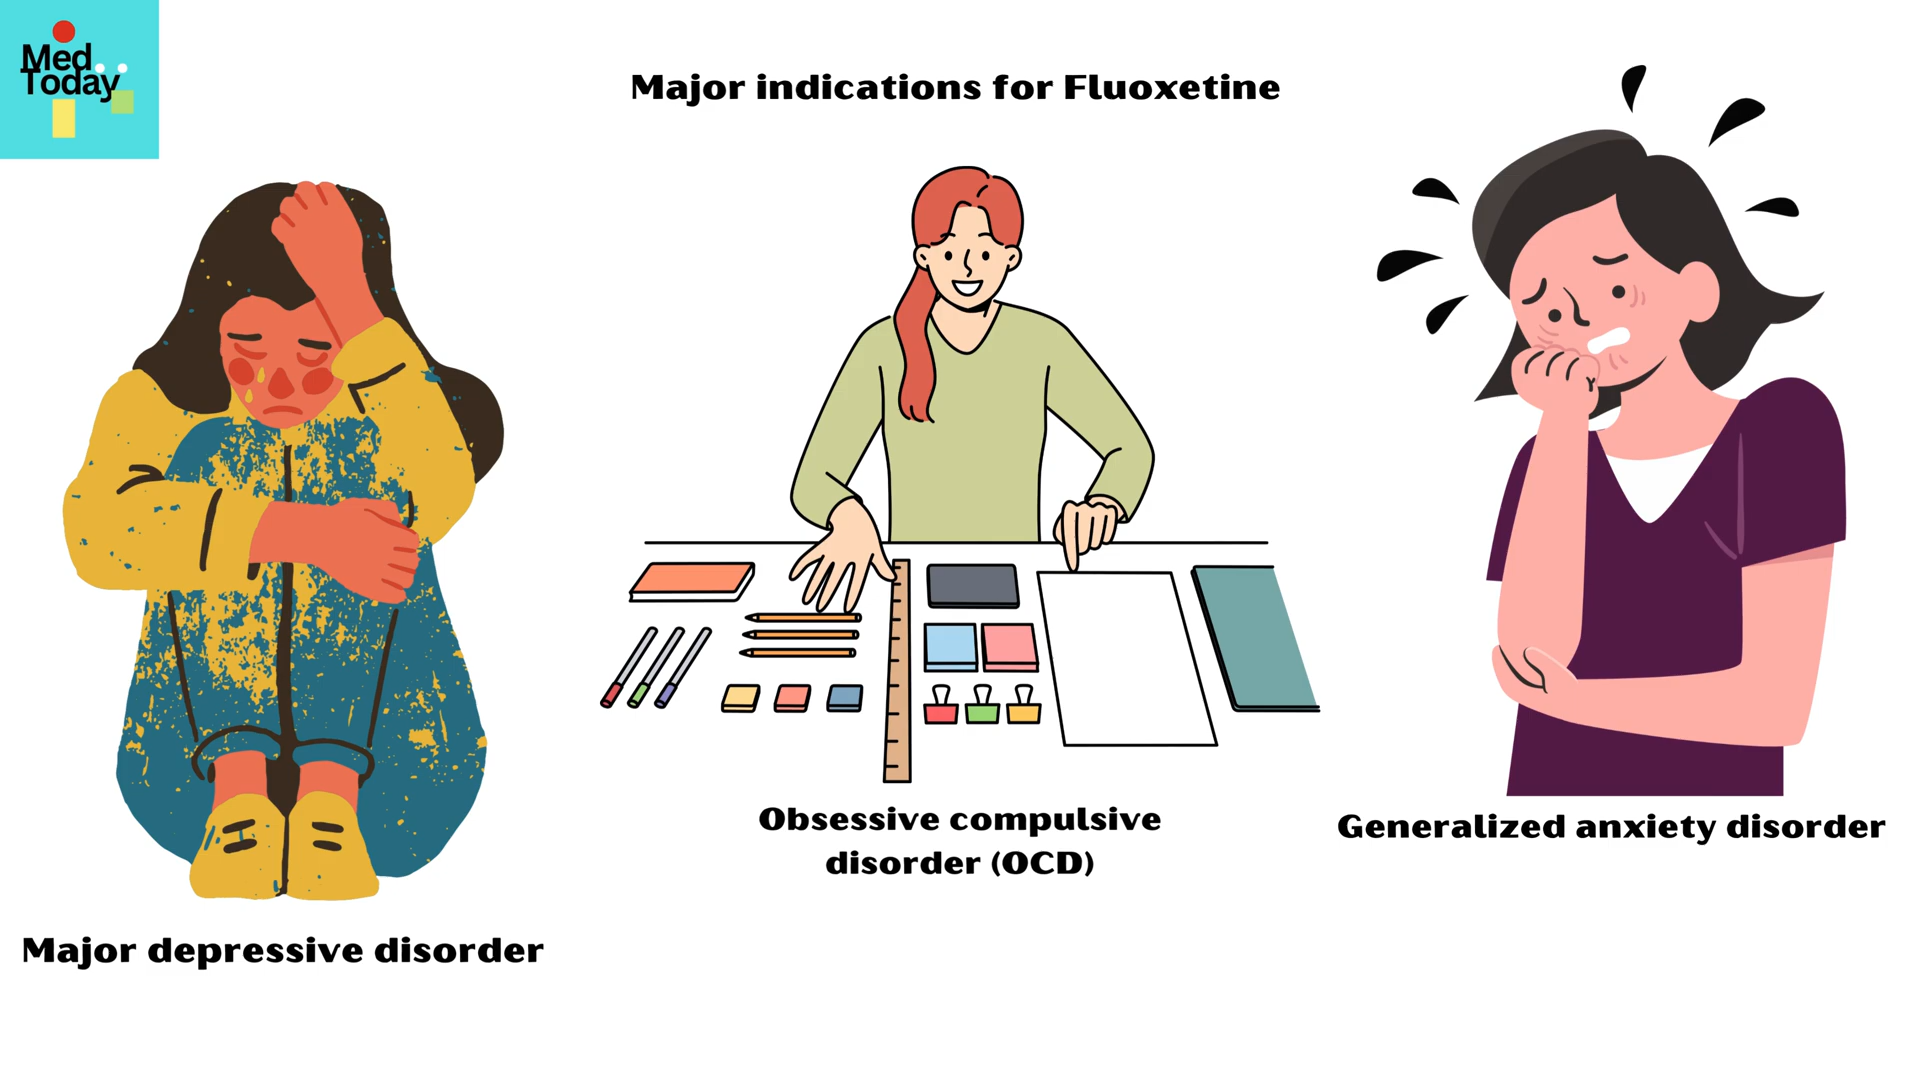 Med
Today
Major indications for Fluoxetine
Obsessive compulsive
disorder (OCD)
Generalized anxiety disorder
Major depressive disorder